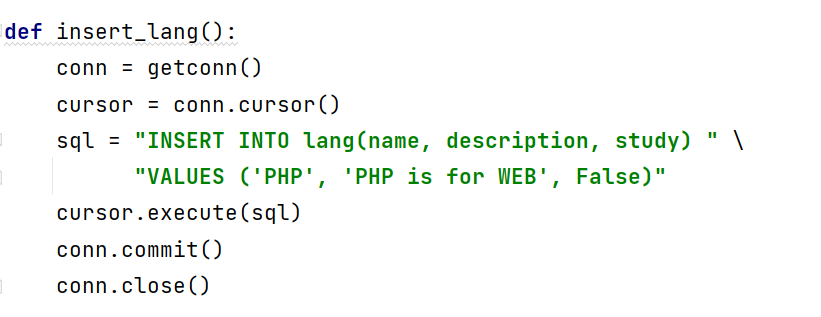 def insert_lang():
    conn = getconn()
    cursor = conn.cursor()
    sql = "INSERT INTO lang(name, description, study) " \
          "VALUES ('PHP', 'PHP is for WEB', False)"
    cursor.execute(sql)
    conn.commit()
    conn.close()